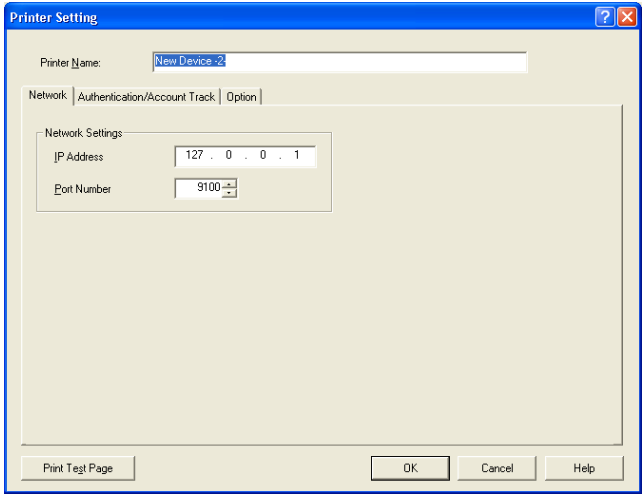 Printer Setting
Printer Name: New Device -2-
Network Authentication/Account Track Option
Network Settings
IP Address 127 . 0 . 0 . 1
Port Number 9100
Print Test Page OK Cancel Help